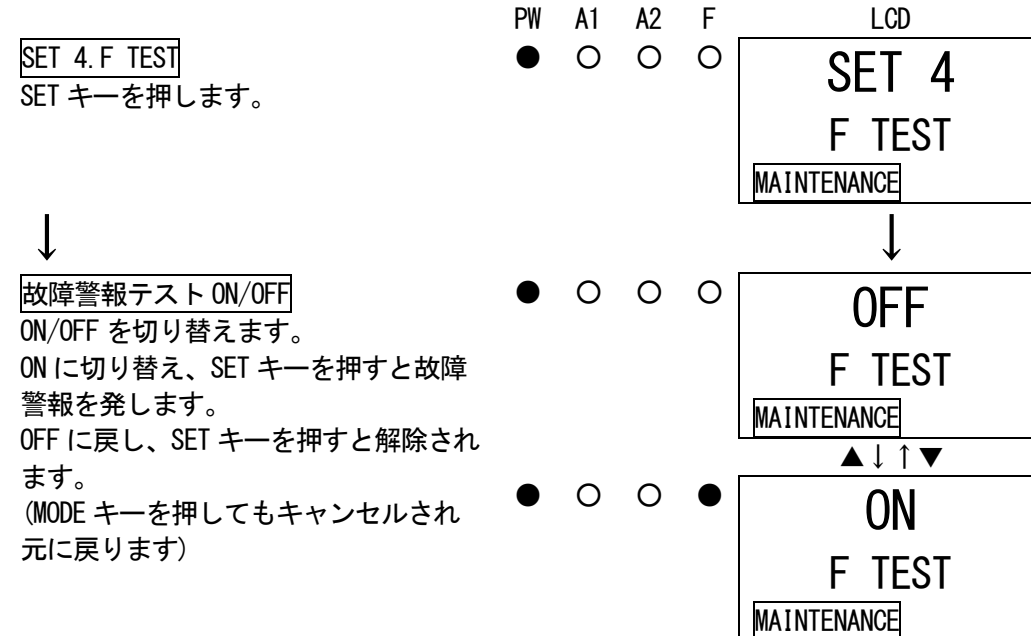 PW A1 A2 F LCD
SET 4.F TEST
● ○ ○ ○
SET キーを押します。
SET 4
F TEST
MAINTENANCE
↓ ↓
故障警報テスト ON/OFF
● ○ ○ ○
ON/OFF を切り替えます。
ON に切り替え、SET キーを押すと故障
警報を発します。
OFF に戻し、SET キーを押すと解除され
ます。
(MODE キーを押してもキャンセルされ
元に戻ります)
OFF
F TEST
MAINTENANCE
▲↓↑▼
● ○ ○ ●
ON
F TEST
MAINTENANCE